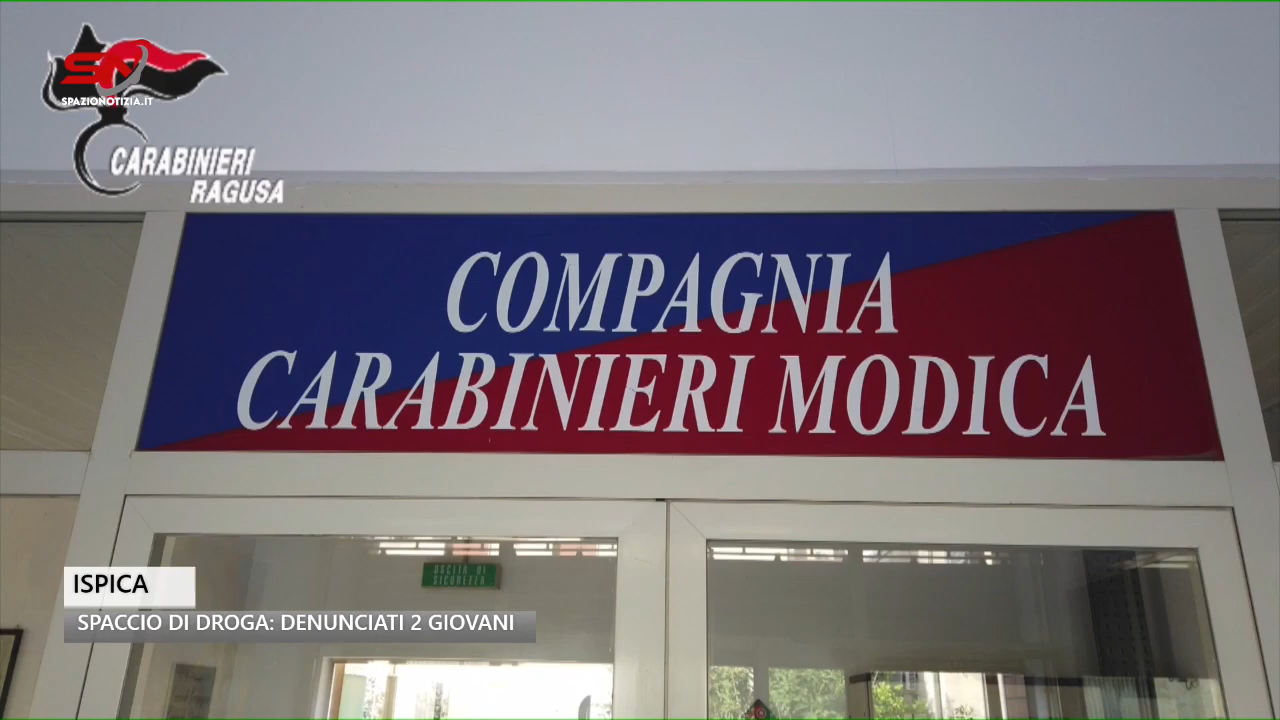 SPAZIONOTIZIA.IT
CARABINIERI
RAGUSA
COMPAGNIA
CARABINIERI MODICA
USCITA DI
SICUREZZA
ISPICA
SPACCIO DI DROGA: DENUNCIATI 2 GIOVANI